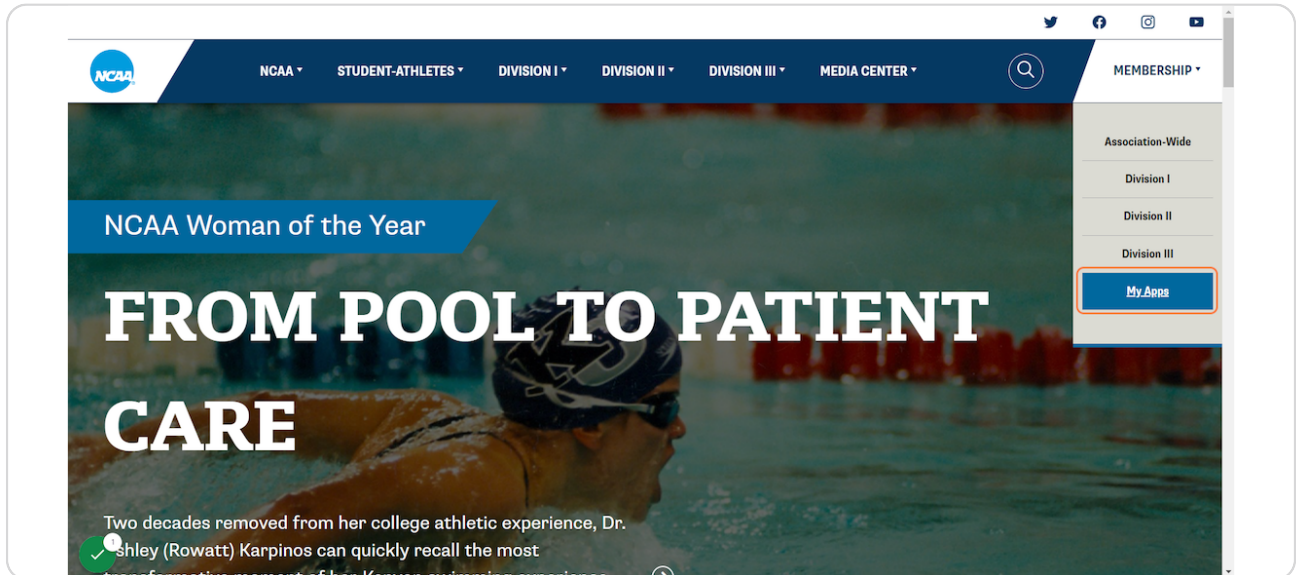 NCAA
NCAA
STUDENT-ATHLETES
DIVISION I
DIVISION II
DIVISION III
MEDIA CENTER
MEMBERSHIP
Association-Wide
Division I
Division II
Division III
My Apps
NCAA Woman of the Year
FROM POOL TO PATIENT
CARE
Two decades removed from her college athletic experience, Dr.
shley (Rowatt) Karpinos can quickly recall the most
1